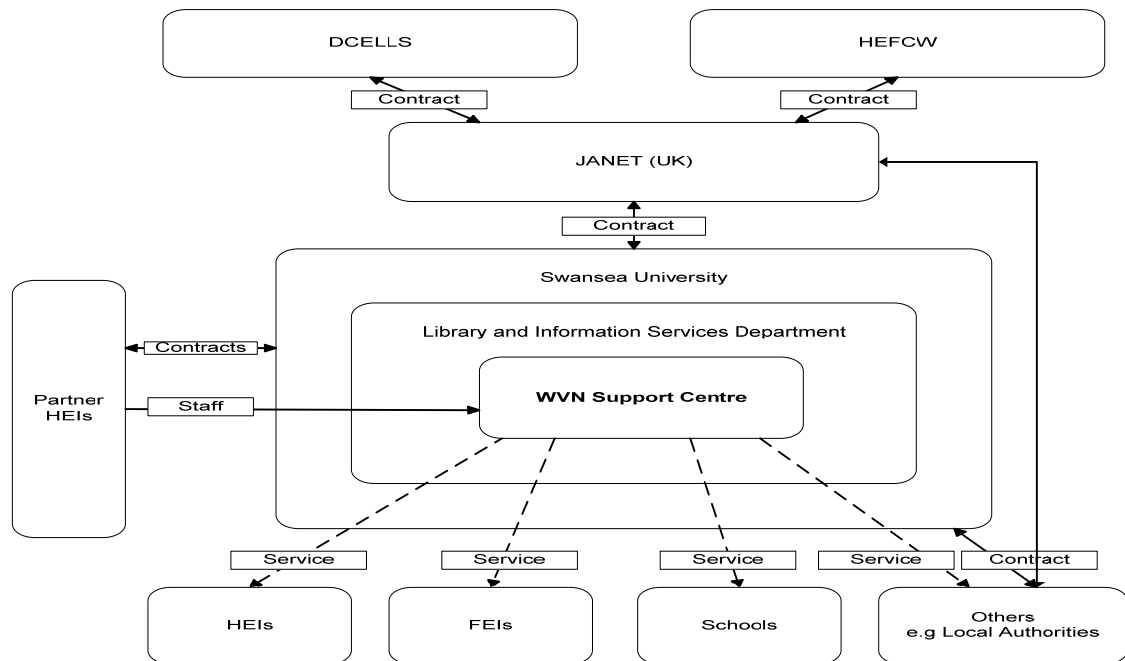 DCELLS
HEFCW
Contract
Contract
JANET (UK)
Contract
Swansea University
Library and Information Services Department
Contracts
WVN Support Centre
Partner
HEIs
Staff
Service
Service
Service
Service
Contract
HEIs
FEIs
Schools
Others
e.g Local Authorities